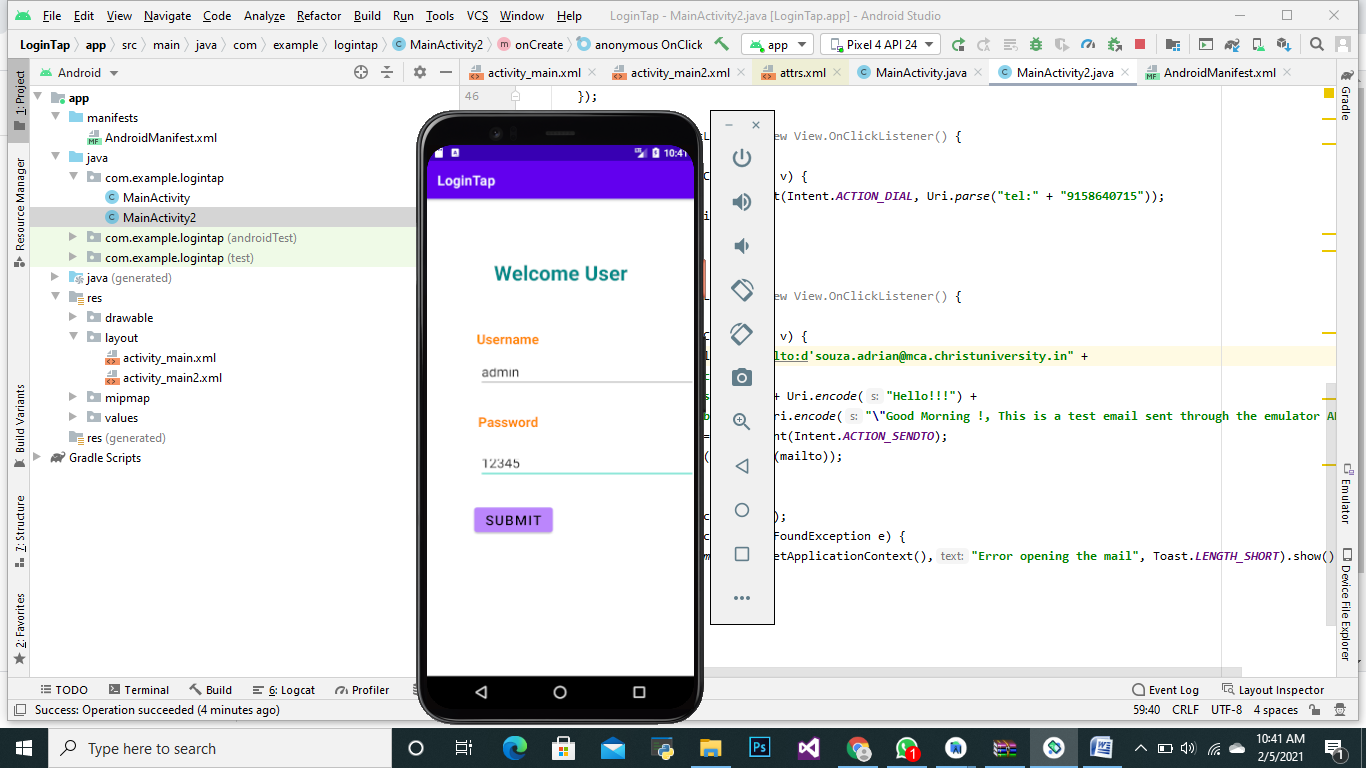 File Edit View Navigate Code Analyze Refactor Build Run Tools VCS Window Help LoginTap - MainActivity2.java [LoginTap.app] - Android Studio
LoginTap app src main java com example logintap MainActivity2 onCreate anonymous OnClick app Pixel 4 API 24
Android
activity_main.xml activity_main2.xml attrs.xml MainActivity.java MainActivity2.java AndroidManifest.xml
1: Project
Resource Manager
Build Variants
7: Structure
2: Favorites
app
manifests
AndroidManifest.xml
java
com.example.logintap
MainActivity
MainActivity2
com.example.logintap (androidTest)
com.example.logintap (test)
java (generated)
res
drawable
layout
activity_main.xml
activity_main2.xml
mipmap
values
res (generated)
Gradle Scripts
46 });
View.OnClickListener() {
v) {
(Intent.ACTION_DIAL, Uri.parse("tel:" + "9158640715"));
View.OnClickListener() {
v) {
d'souza.adrian@mca.christuniversity.in" +
+ Uri.encode( s: "Hello!!!") +
ri.encode( s: "\"Good Morning !, This is a test email sent through the emulator
(Intent.ACTION_SENDTO);
(mailto));
);
FoundException e) {
etApplicationContext(), text: "Error opening the mail", Toast.LENGTH_SHORT).show()
10:41
LoginTap
Welcome User
Username
admin
Password
12345
SUBMIT
Gradle
Emulator
Device File Explorer
TODO Terminal Build 6: Logcat Profiler Event Log Layout Inspector
Success: Operation succeeded (4 minutes ago) 59:40 CRLF UTF-8 4 spaces
Type here to search
Ps
1
W
10:41 AM
2/5/2021
1